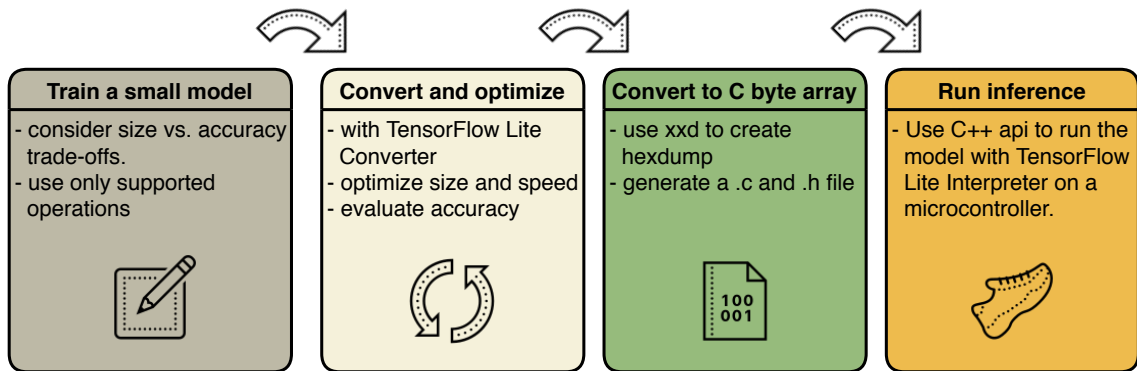 Train a small model
- consider size vs. accuracy
trade-offs.
- use only supported
operations
Convert and optimize
- with TensorFlow Lite
Converter
- optimize size and speed
- evaluate accuracy
Convert to C byte array
- use xxd to create
hexdump
- generate a .c and .h file
100
001
Run inference
- Use C++ api to run the
model with TensorFlow
Lite Interpreter on a
microcontroller.